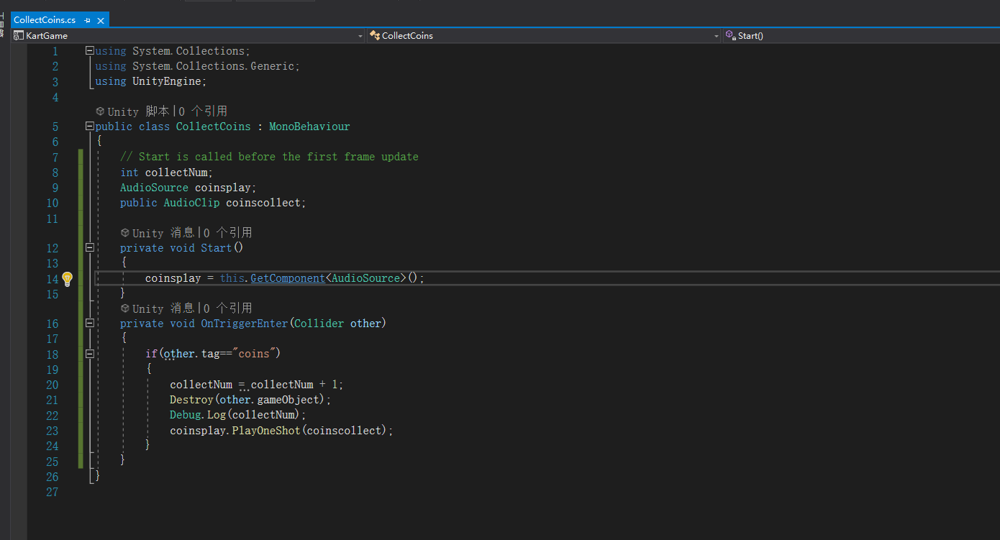 CollectCoins.cs
KartGame
CollectCoins
Start()
1 using System.Collections;
2 using System.Collections.Generic;
3 using UnityEngine;
4
Unity 脚本|0 个引用
5 public class CollectCoins : MonoBehaviour
6 {
7 // Start is called before the first frame update
8 int collectNum;
9 AudioSource coinsplay;
10 public AudioClip coinscollect;
11
Unity 消息|0 个引用
12 private void Start()
13 {
14 coinsplay = this.GetComponent<AudioSource>();
15 }
Unity 消息|0 个引用
16 private void OnTriggerEnter(Collider other)
17 {
18 if(other.tag=="coins")
19 {
20 collectNum = collectNum + 1;
21 Destroy(other.gameObject);
22 Debug.Log(collectNum);
23 coinsplay.PlayOneShot(coinscollect);
24 }
25 }
26 }
27